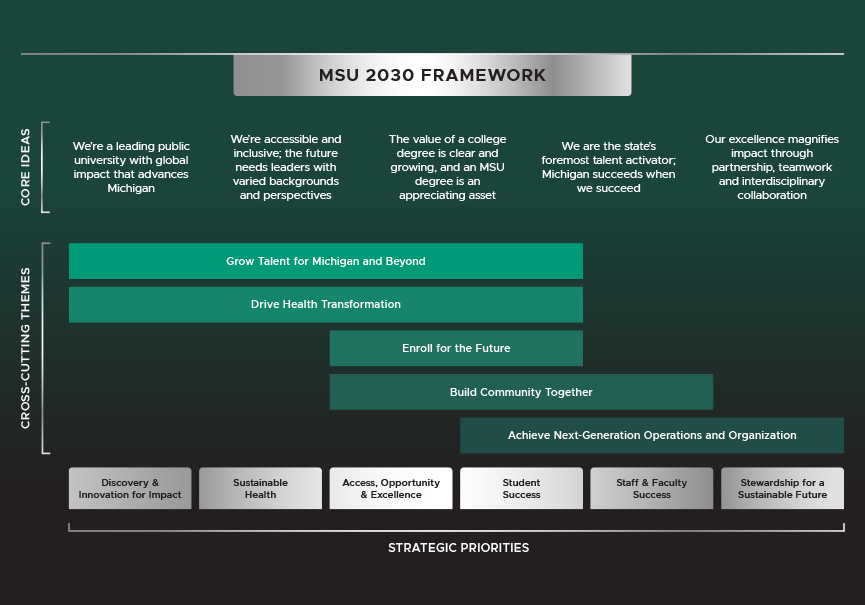 MSU 2030 FRAMEWORK
CORE IDEAS
We're a leading public
university with global
impact that advances
Michigan
We're accessible and
inclusive; the future
needs leaders with
varied backgrounds
and perspectives
The value of a college
degree is clear and
growing, and an MSU
degree is an
appreciating asset
We are the state's
foremost talent activator;
Michigan succeeds when
we succeed
Our excellence magnifies
impact through
partnership, teamwork
and interdisciplinary
collaboration
CROSS-CUTTING THEMES
Grow Talent for Michigan and Beyond
Drive Health Transformation
Enroll for the Future
Build Community Together
Achieve Next-Generation Operations and Organization
Discovery &
Innovation for Impact
Sustainable
Health
Access, Opportunity
& Excellence
Student
Success
Staff & Faculty
Success
Stewardship for a
Sustainable Future
STRATEGIC PRIORITIES